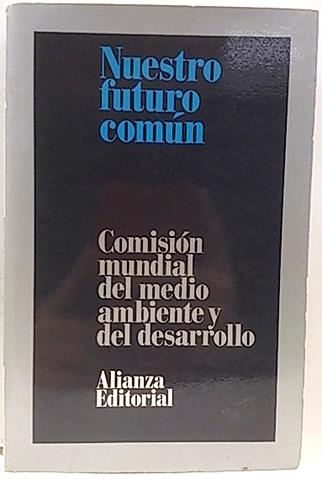 Nuestro
futuro
común
Comisión
mundial
del medio
ambiente y
del desarrollo
Alianza
Editorial